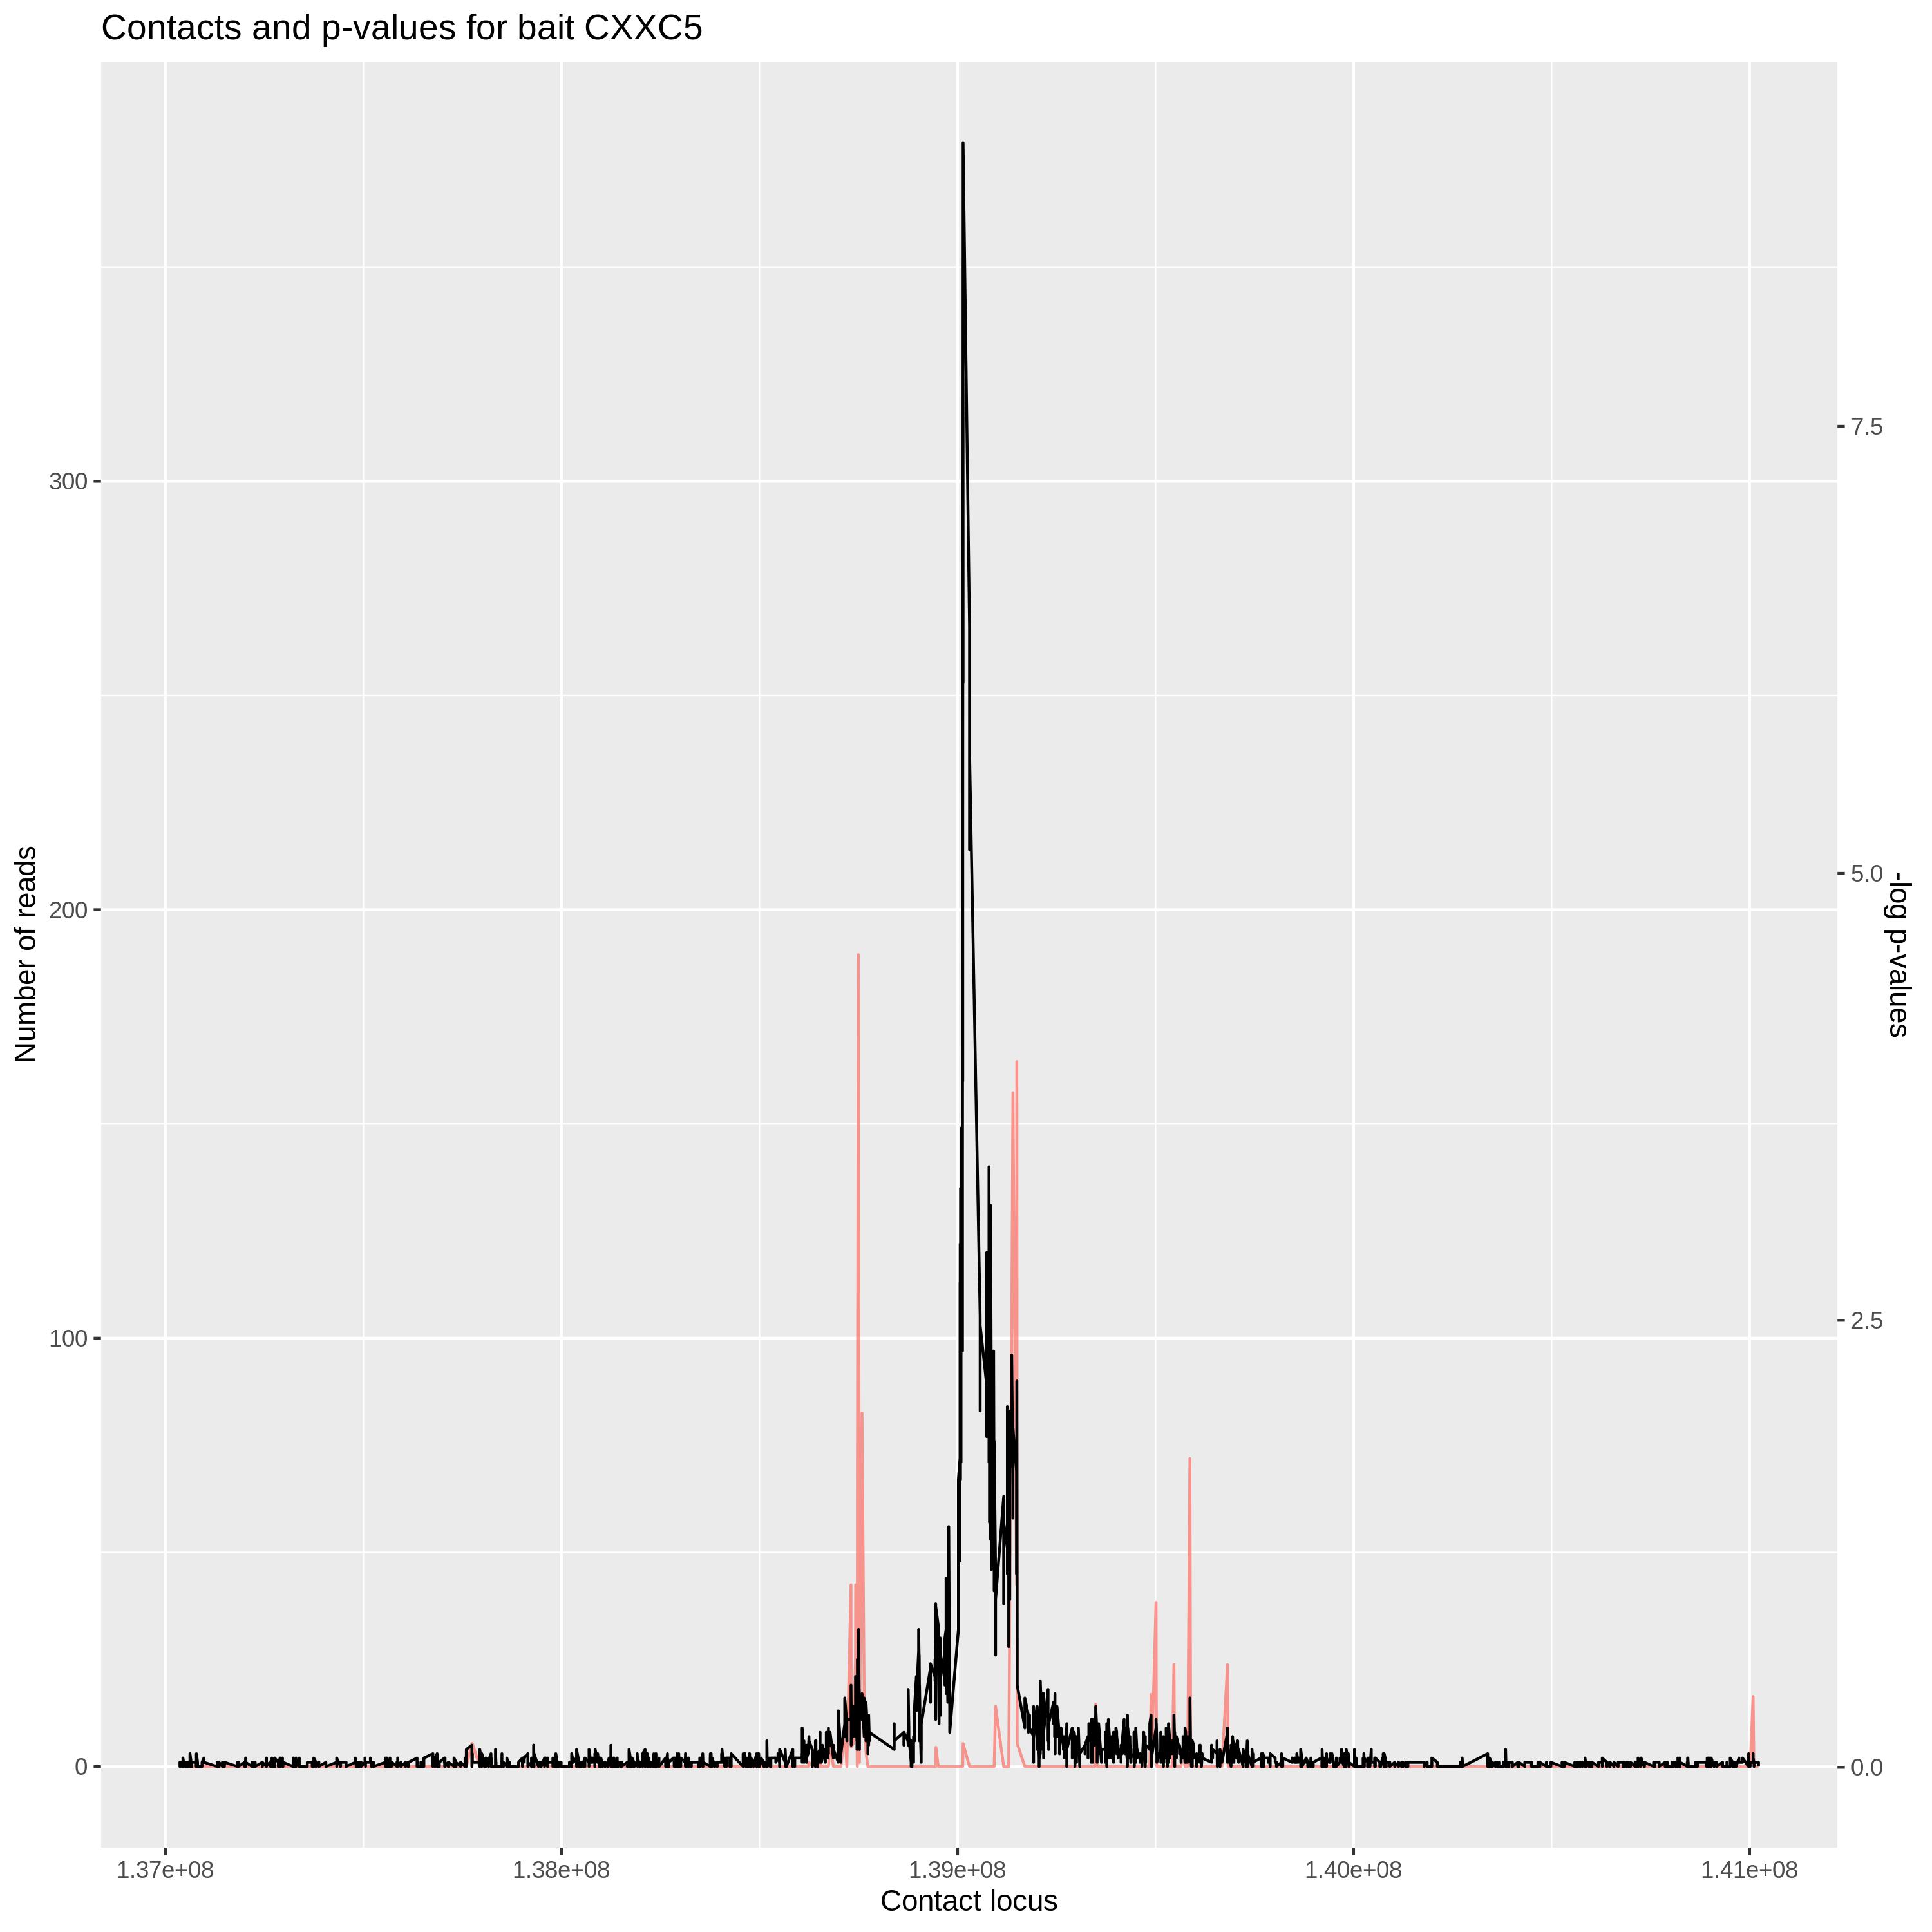 Contacts and p-values for bait CXXC5
Number of reads
300
200
100
0
7.5
5.0
2.5
0.0
-log p-values
1.37e+08
1.38e+08
1.39e+08
1.40e+08
1.41e+08
Contact locus